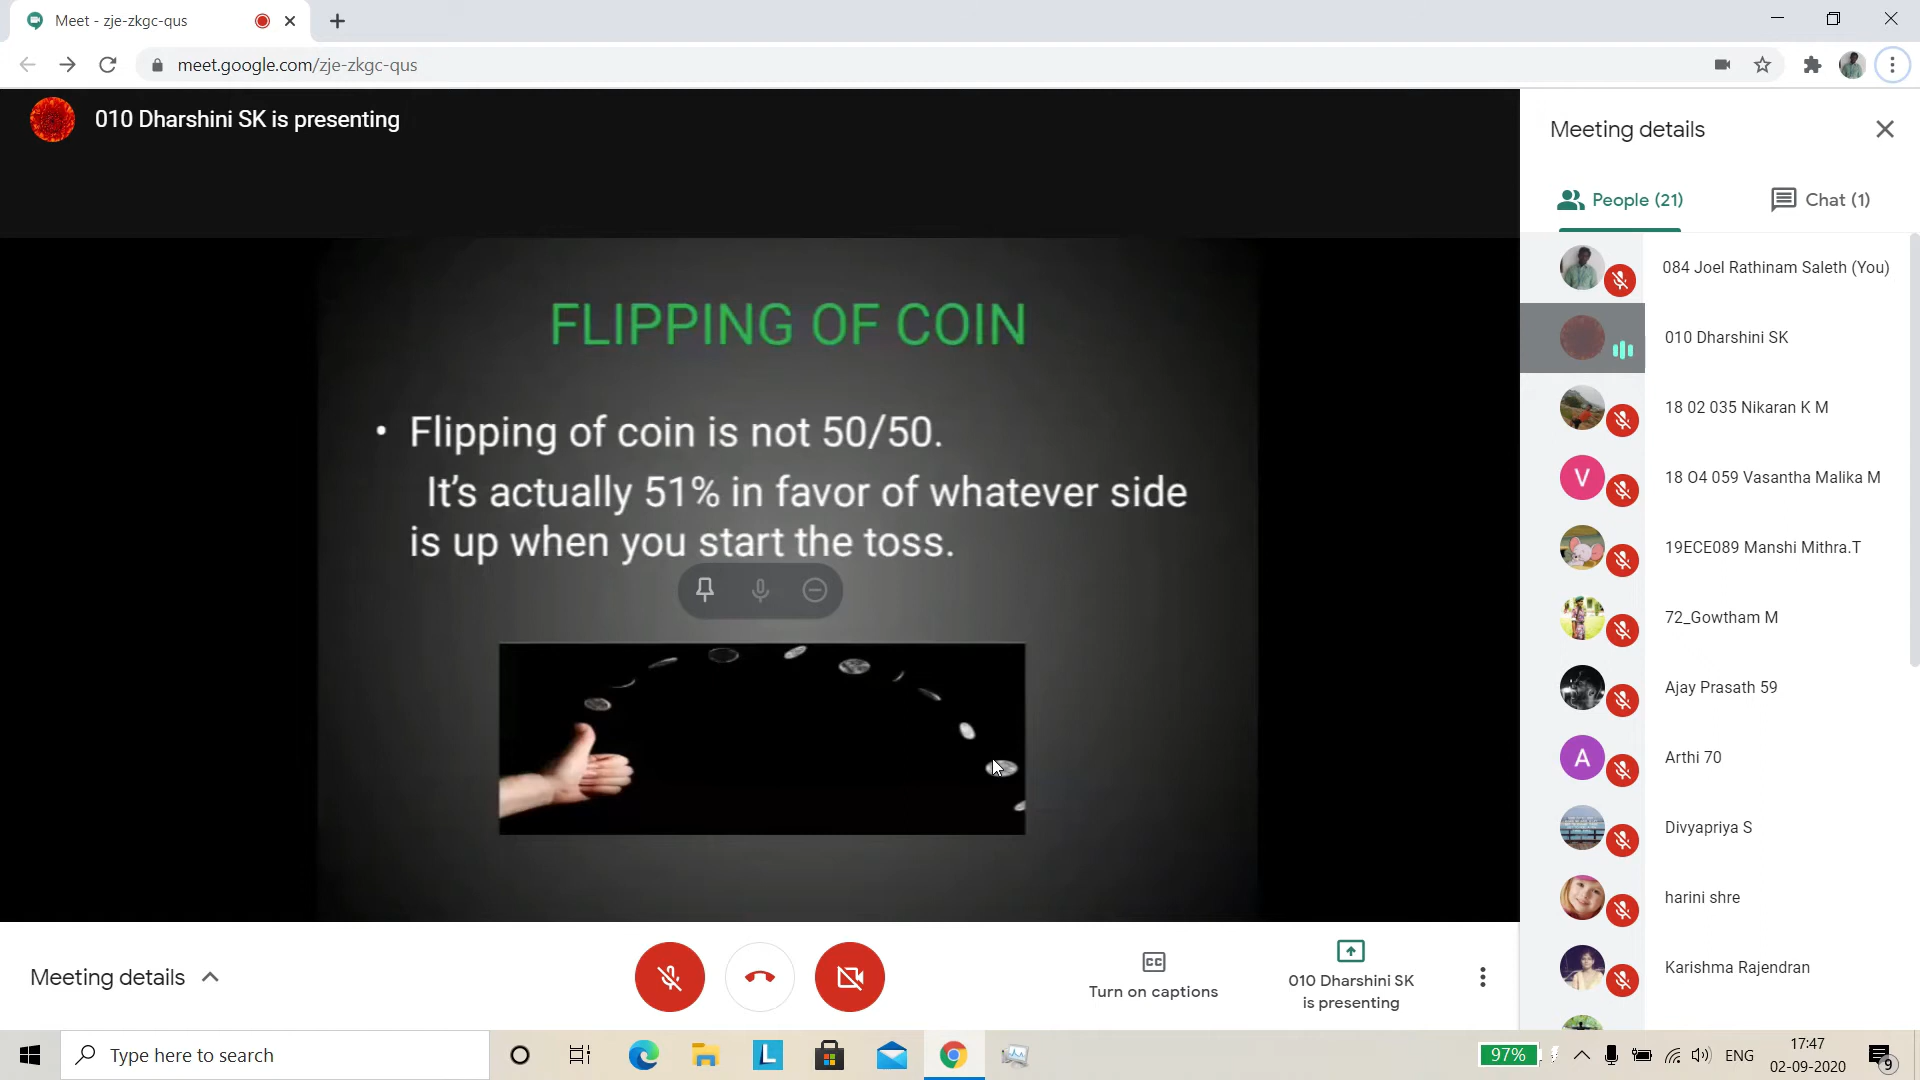 Meet - zje-zkgc-qus
meet.google.com/zje-zkgc-qus
010 Dharshini SK is presenting
FLIPPING OF COIN
• Flipping of coin is not 50/50.
It's actually 51% in favor of whatever side
is up when you start the toss.
Meeting details
People (21)
Chat (1)
084 Joel Rathinam Saleth (You)
010 Dharshini SK
18 02 035 Nikaran K M
V
18 O4 059 Vasantha Malika M
19ECE089 Manshi Mithra.T
72_Gowtham M
Ajay Prasath 59
A
Arthi 70
Divyapriya S
harini shre
Karishma Rajendran
Meeting details
CC
Turn on captions
010 Dharshini SK
is presenting
Type here to search
L
97%
ENG
17:47
02-09-2020
9